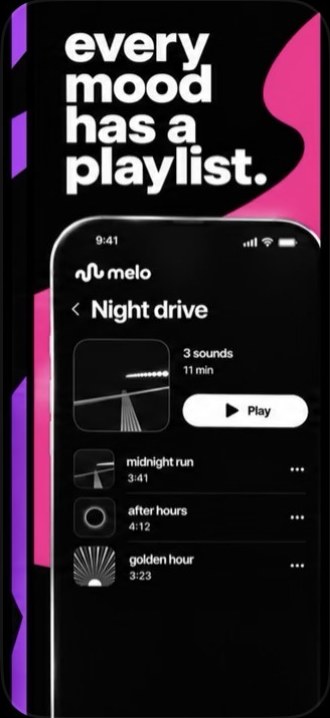 every
mood
has a
playlist.
9:41
melo
Night drive
3 sounds
11 min
Play
midnight run
3:41
after hours
4:12
golden hour
3:23